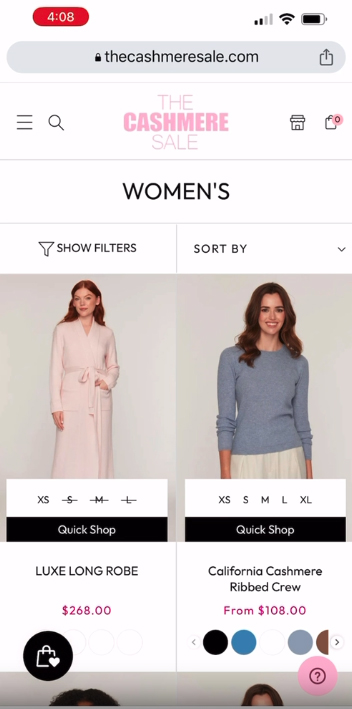 4:08
thecashmeresale.com
THE
CASHMERE
SALE
0
WOMEN'S
SHOW FILTERS
SORT BY
XS S M L
Quick Shop
XS S M L XL
Quick Shop
LUXE LONG ROBE
$268.00
California Cashmere
Ribbed Crew
From $108.00